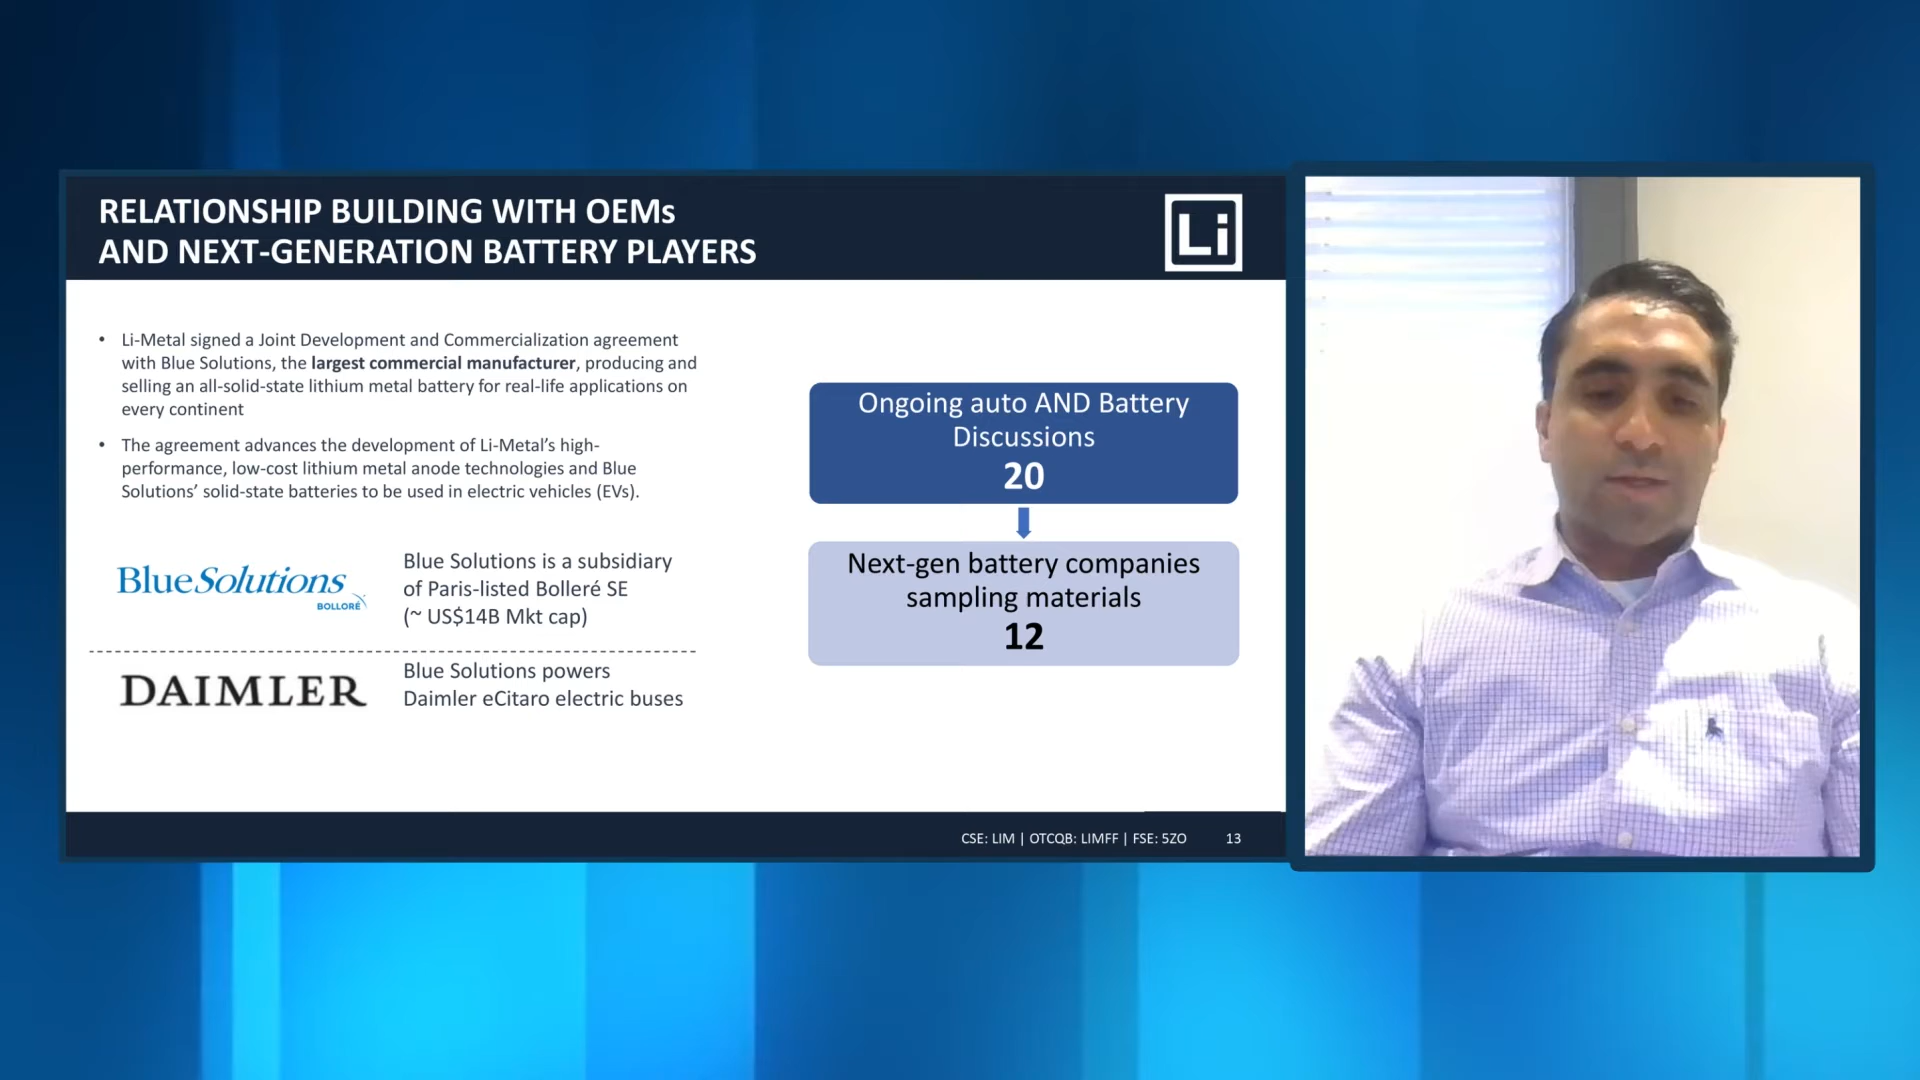 RELATIONSHIP BUILDING WITH OEMs
AND NEXT-GENERATION BATTERY PLAYERS
Li
• Li-Metal signed a Joint Development and Commercialization agreement
with Blue Solutions, the largest commercial manufacturer, producing and
selling an all-solid-state lithium metal battery for real-life applications on
every continent
• The agreement advances the development of Li-Metal’s high-
performance, low-cost lithium metal anode technologies and Blue
Solutions’ solid-state batteries to be used in electric vehicles (EVs).
BlueSolutions
BOLLORÉ
Blue Solutions is a subsidiary
of Paris-listed Bolleré SE
(~ US$14B Mkt cap)
DAIMLER
Blue Solutions powers
Daimler eCitaro electric buses
Ongoing auto AND Battery
Discussions
20
Next-gen battery companies
sampling materials
12
CSE: LIM | OTCQB: LIMFF | FSE: 5ZO 13